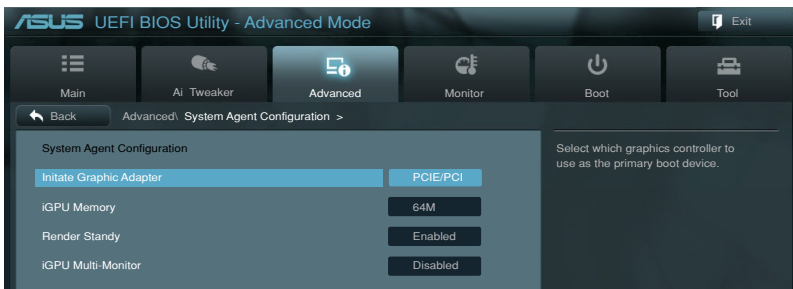 ASUS UEFI BIOS Utility - Advanced Mode
Exit
Main
Ai Tweaker
Advanced
Monitor
Boot
Tool
Back
Advanced\ System Agent Configuration >
System Agent Configuration
Initate Graphic Adapter PCIE/PCI
iGPU Memory 64M
Render Standy Enabled
iGPU Multi-Monitor Disabled
Select which graphics controller to
use as the primary boot device.